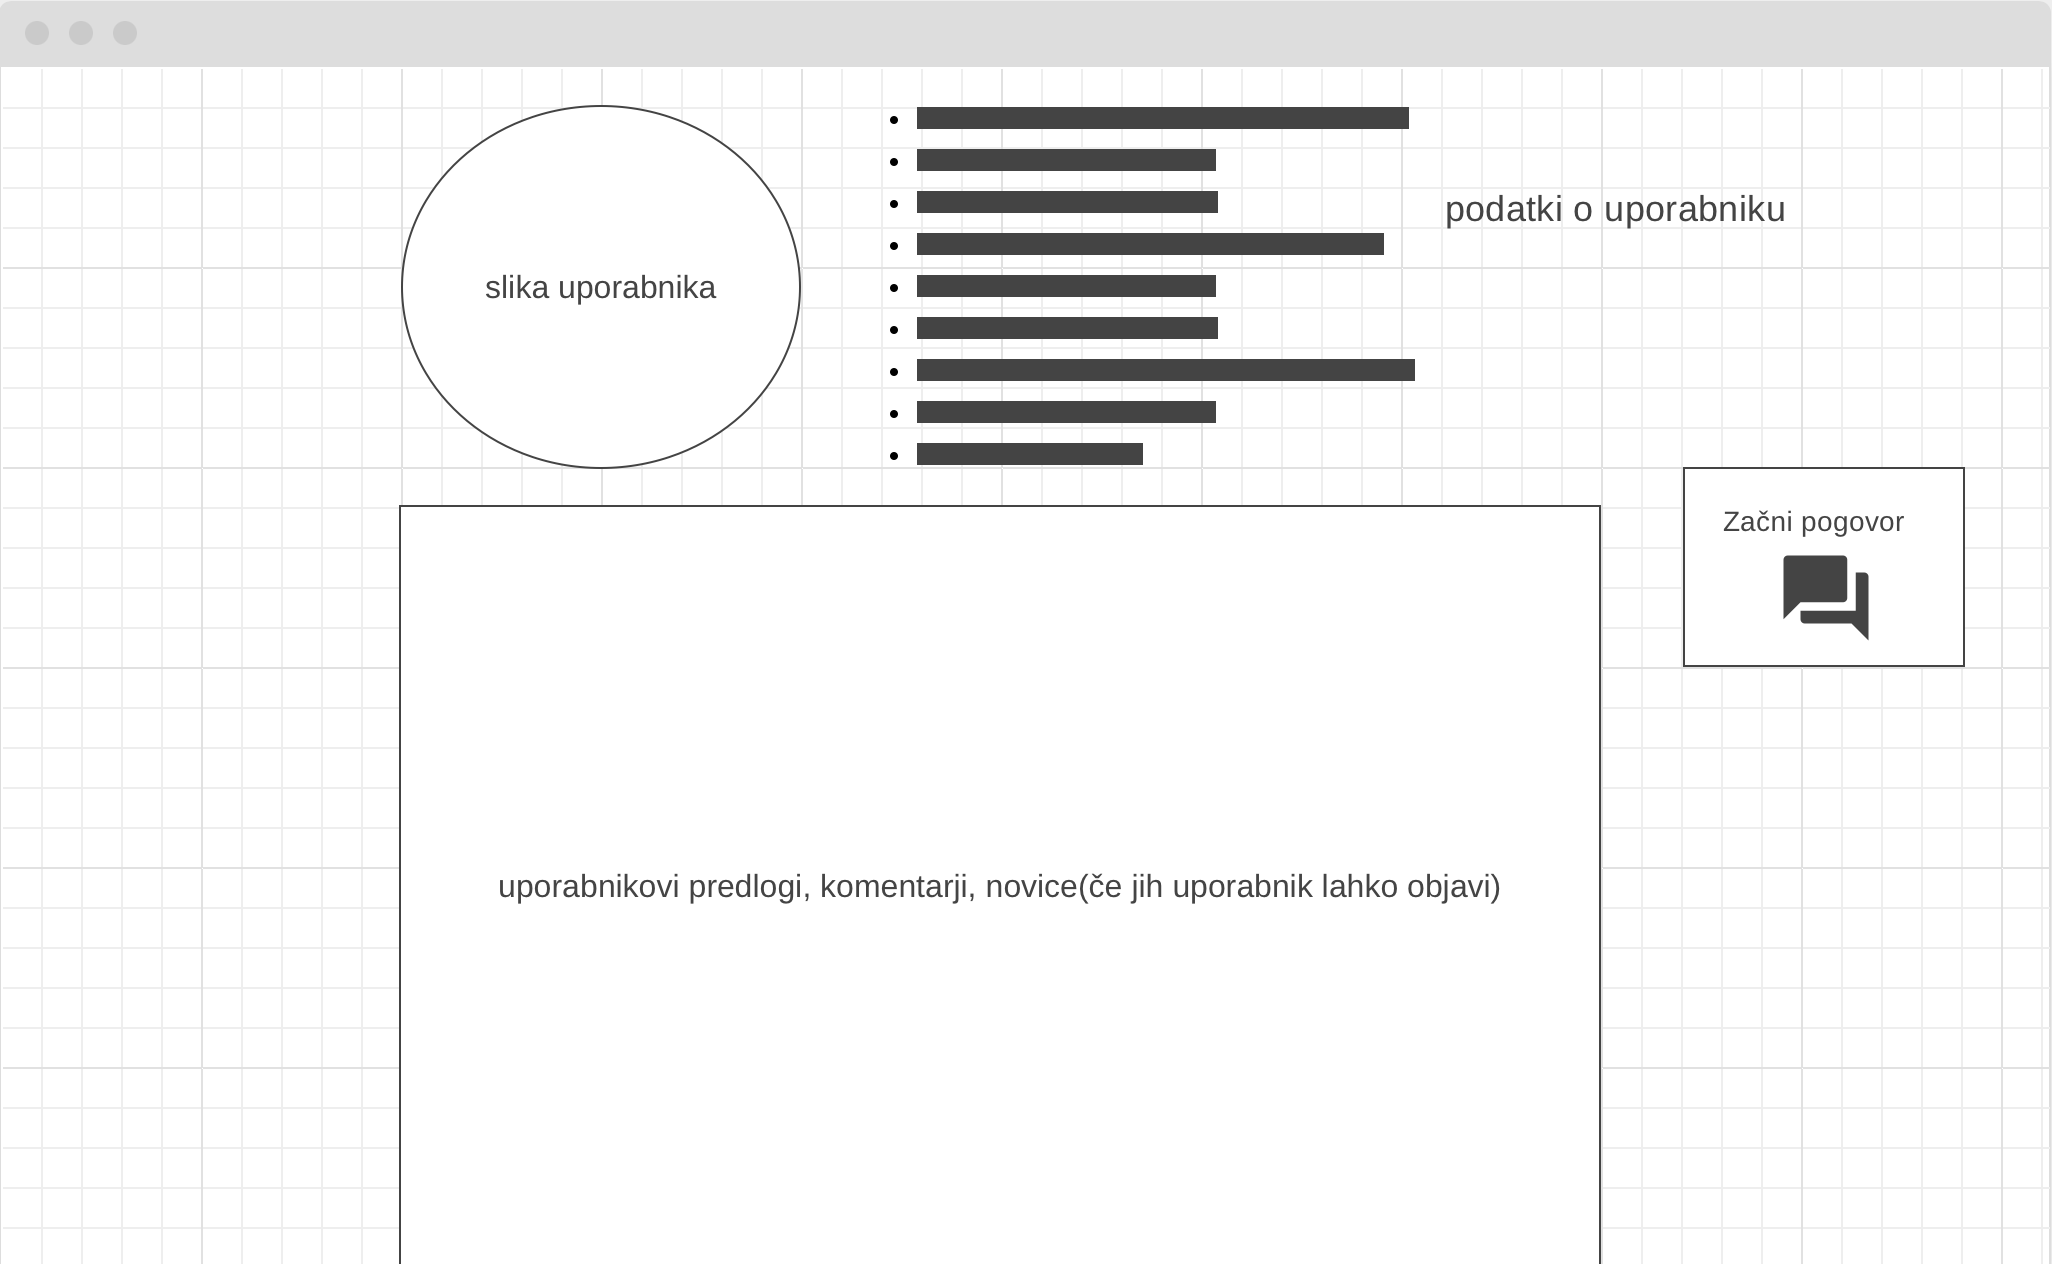 slika uporabnika
podatki o uporabniku
Začni pogovor
uporabnikovi predlogi, komentarji, novice(če jih uporabnik lahko objavi)